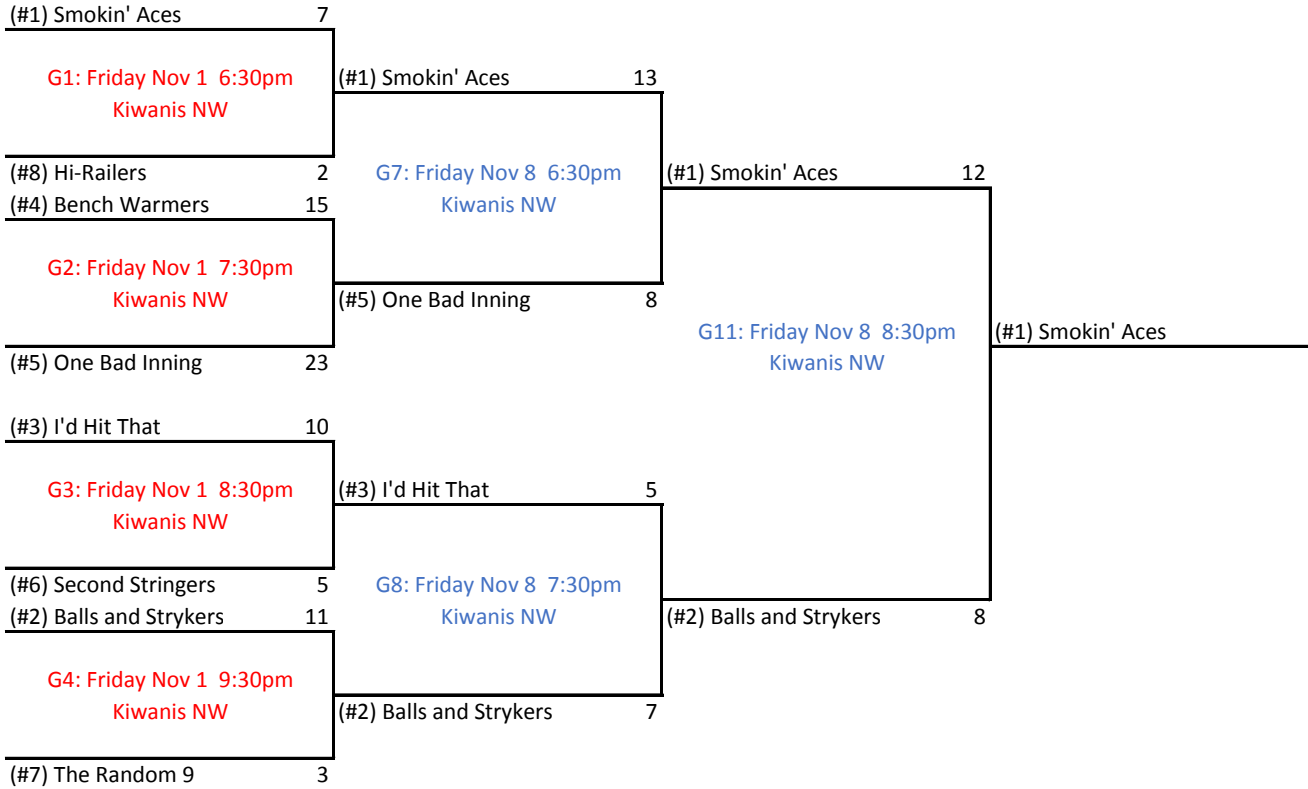 (#1) Smokin' Aces 7
G1: Friday Nov 1 6:30pm
Kiwanis NW
(#8) Hi-Railers 2
(#4) Bench Warmers 15
G2: Friday Nov 1 7:30pm
Kiwanis NW
(#5) One Bad Inning 23
(#3) I'd Hit That 10
G3: Friday Nov 1 8:30pm
Kiwanis NW
(#6) Second Stringers 5
(#2) Balls and Strykers 11
G4: Friday Nov 1 9:30pm
Kiwanis NW
(#7) The Random 9 3
(#1) Smokin' Aces 13
G7: Friday Nov 8 6:30pm
Kiwanis NW
(#5) One Bad Inning 8
(#3) I'd Hit That 5
G8: Friday Nov 8 7:30pm
Kiwanis NW
(#2) Balls and Strykers 7
(#1) Smokin' Aces 12
G11: Friday Nov 8 8:30pm
Kiwanis NW
(#2) Balls and Strykers 8
(#1) Smokin' Aces